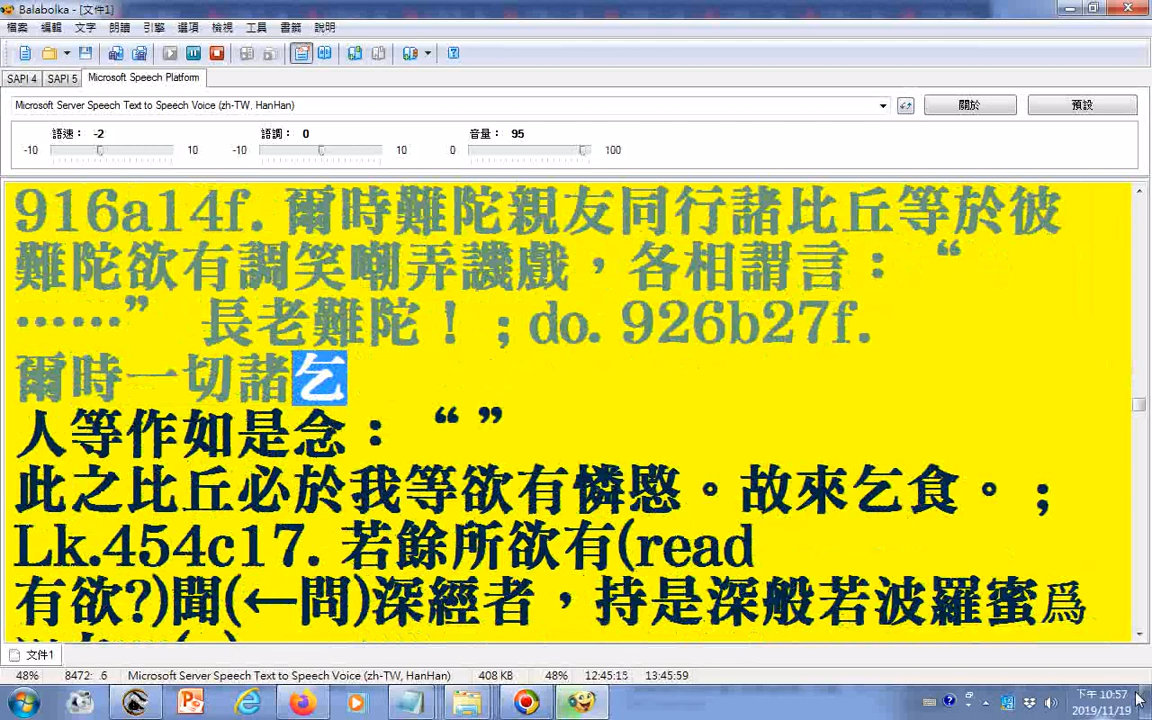 Balabolka - [文件1]
檔案 編輯 文字 朗讀 引擎 選項 檢視 工具 書籤 說明
SAPI 4 SAPI 5 Microsoft Speech Platform
Microsoft Server Speech Text to Speech Voice (zh-TW, HanHan) 關於 預設
語速： -2 語調： 0 音量： 95
-10 10 -10 10 0 100
916a14f. 爾時難陀親友同行諸比丘等於彼
難陀欲有調笑嘲弄譏戲，各相謂言：“
……” 長老難陀！；do. 926b27f.
爾時一切諸乞
人等作如是念：“ ”
此之比丘必於我等欲有憐愍。故來乞食。；
Lk.454c17. 若餘所欲有(read
有欲?)聞(←問)深經者，持是深般若波羅蜜爲
文件1
48% 8472: .6 Microsoft Server Speech Text to Speech Voice (zh-TW, HanHan) 408 KB 48% 12:45:13 13:45:59
下午 10:57
2019/11/19